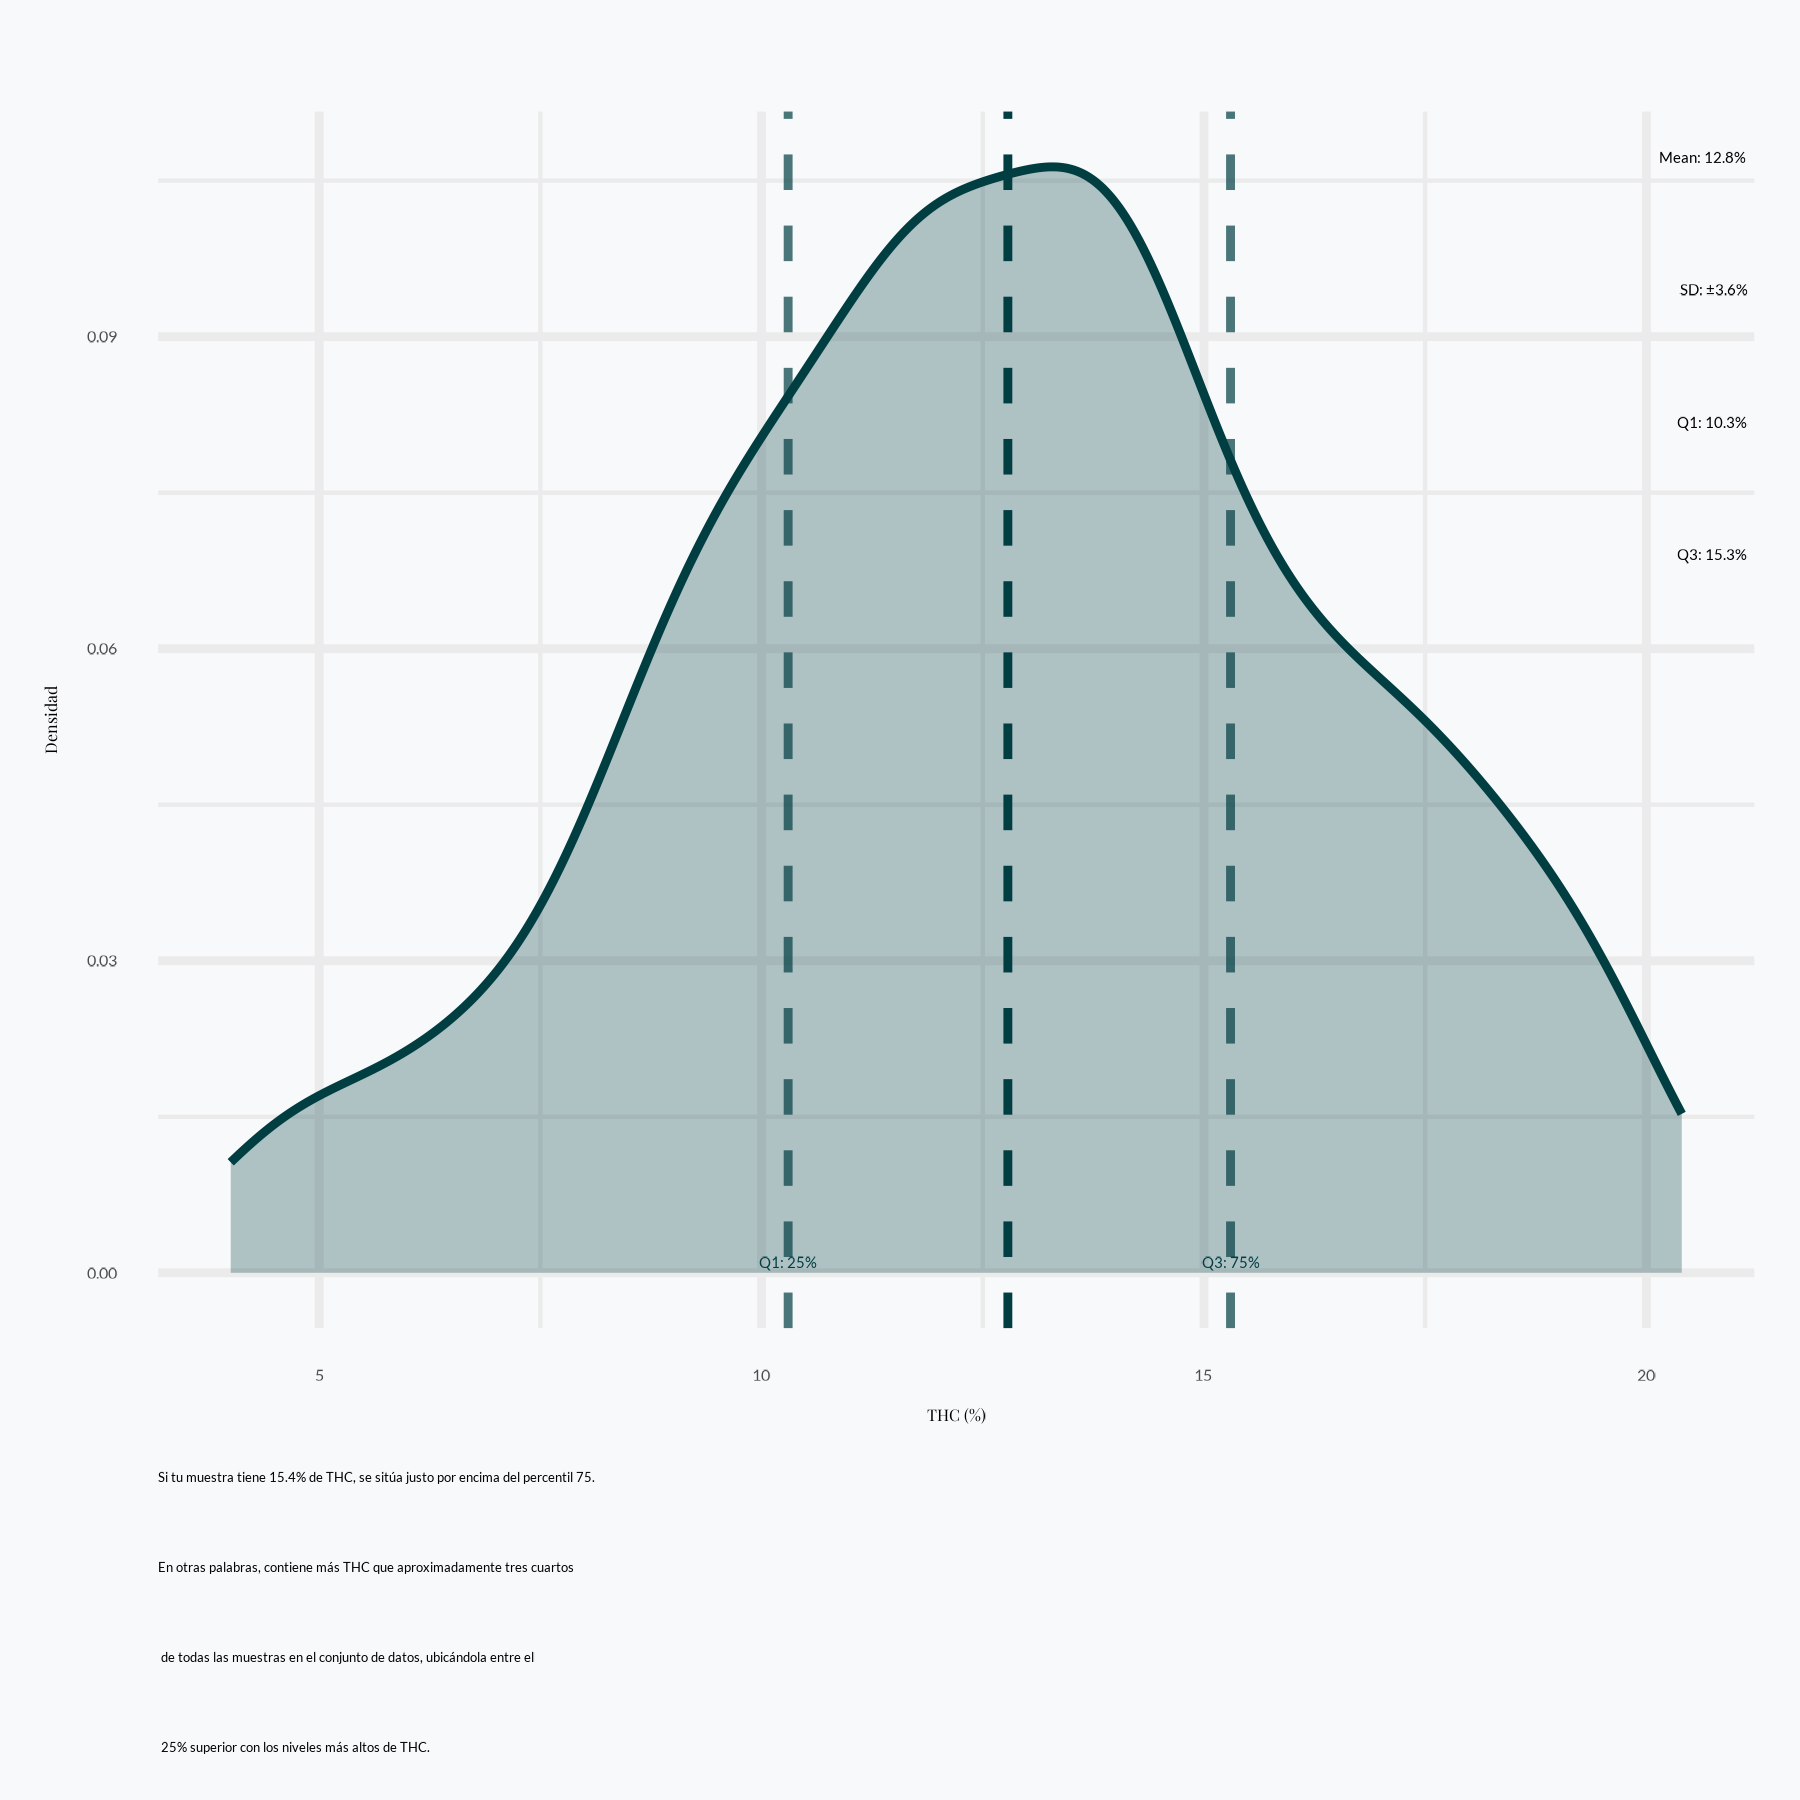 Mean: 12.8%
SD: ±3.6%
0.09
Q1: 10.3%
Q3: 15.3%
0.06
Densidad
0.03
Q1: 25%
Q3: 75%
0.00
5
10
15
20
THC (%)
Si tu muestra tiene 15.4% de THC, se sitúa justo por encima del percentil 75.
En otras palabras, contiene más THC que aproximadamente tres cuartos
de todas las muestras en el conjunto de datos, ubicándola entre el
25% superior con los niveles más altos de THC.